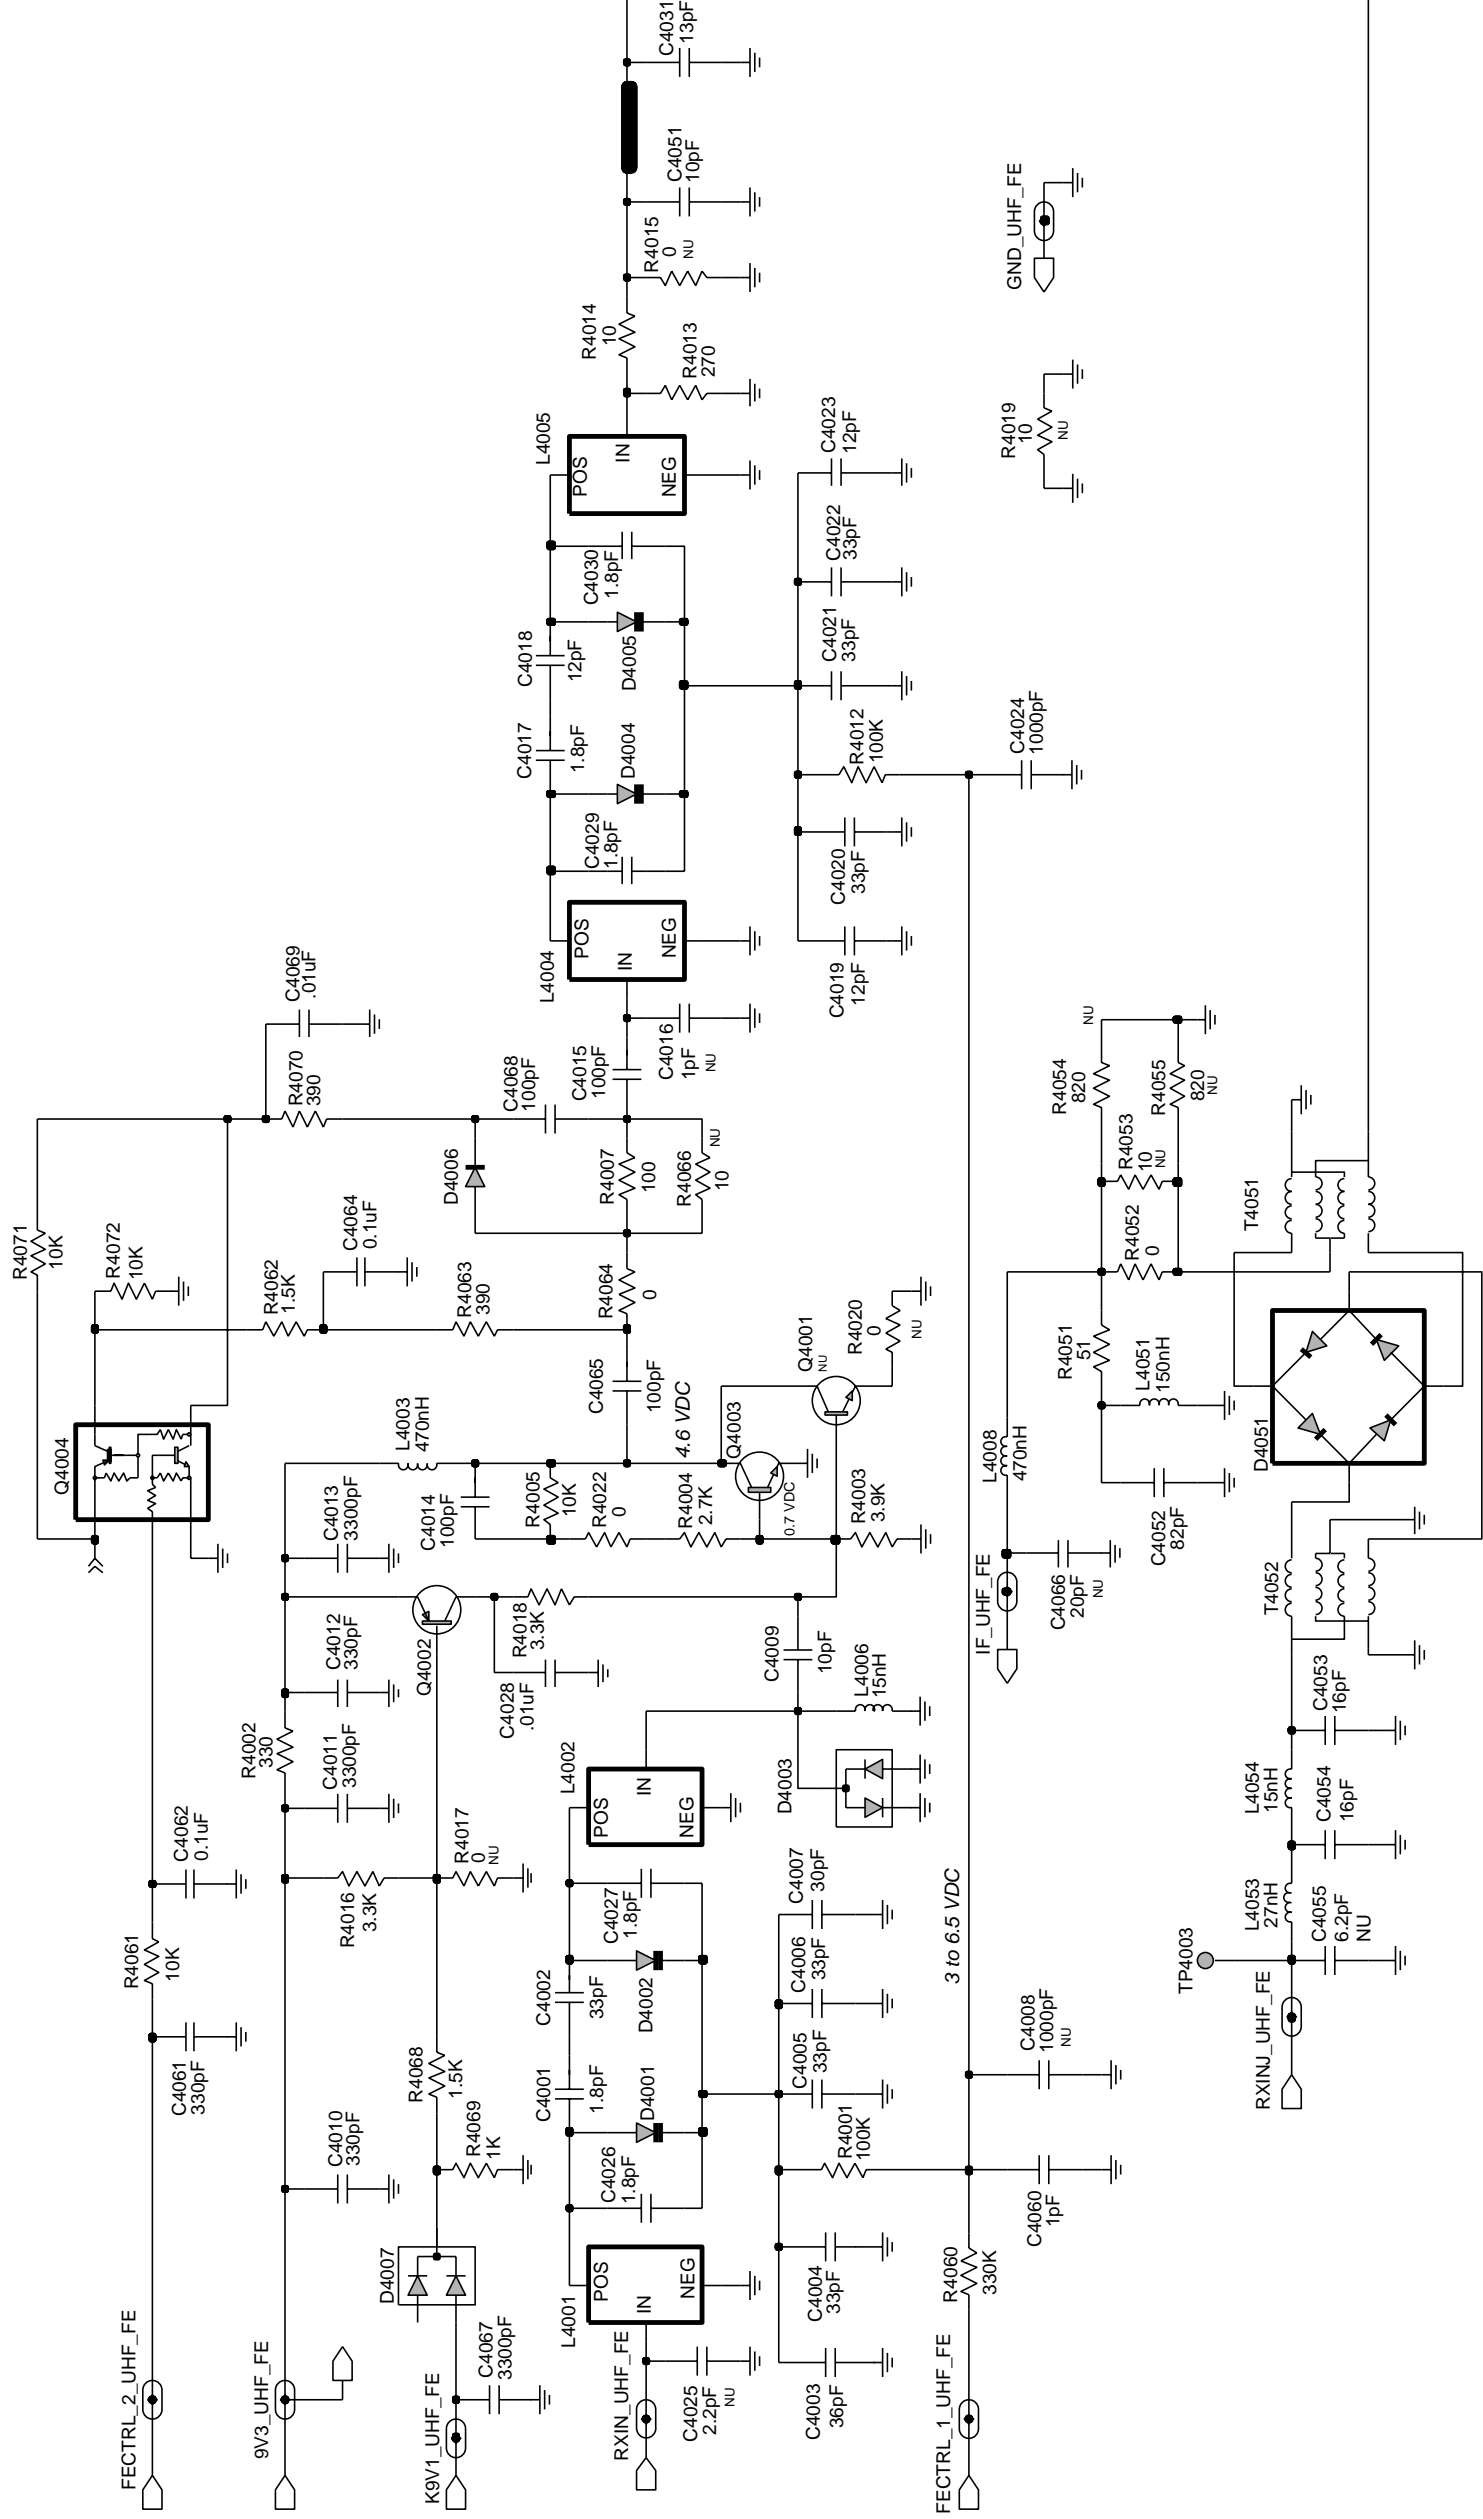 FECTRL_2_UHF_FE
C4061
330pF
R4061
10K
C4062
0.1uF
Q4004
R4071
10K
R4072
10K
9V3_UHF_FE
C4010
330pF
C4011
3300pF
R4002
330
C4012
330pF
C4013
3300pF
L4003
470nH
R4062
1.5K
C4064
0.1uF
R4063
390
R4070
390
C4069
.01uF
K9V1_UHF_FE
C4067
3300pF
D4007
R4069
1K
R4068
1.5K
R4016
3.3K
R4017
0
NU
Q4002
C4028
.01uF
R4018
3.3K
C4014
100pF
R4005
10K
R4022
0
R4004
2.7K
C4065
100pF
4.6 VDC
Q4003
0.7 VDC
R4003
3.9K
Q4001
NU
R4020
0
NU
R4064
0
D4006
R4007
100
R4066
10
NU
C4068
100pF
C4015
100pF
C4016
1pF
NU
L4004
POS
IN
NEG
C4029
1.8pF
C4017
1.8pF
D4004
C4018
12pF
D4005
C4030
1.8pF
L4005
POS
IN
NEG
R4013
270
R4014
10
R4015
0
NU
C4051
10pF
C4031
13pF
RXIN_UHF_FE
C4025
2.2pF
NU
L4001
POS
IN
NEG
C4026
1.8pF
C4001
1.8pF
D4001
C4002
33pF
D4002
C4027
1.8pF
L4002
POS
IN
NEG
D4003
C4009
10pF
L4006
15nH
C4003
36pF
C4004
33pF
R4001
100K
C4005
33pF
C4006
33pF
C4007
30pF
C4019
12pF
C4020
33pF
R4012
100K
C4021
33pF
C4022
33pF
C4023
12pF
C4024
1000pF
FECTRL_1_UHF_FE
R4060
330K
C4060
1pF
C4008
1000pF
NU
3 to 6.5 VDC
IF_UHF_FE
C4066
20pF
NU
L4008
470nH
R4051
51
L4051
150nH
C4052
82pF
R4052
0
R4053
10
NU
R4054
820
NU
R4055
820
NU
R4019
10
NU
GND_UHF_FE
RXINJ_UHF_FE
TP4003
L4053
27nH
C4055
6.2pF
NU
L4054
15nH
C4054
16pF
C4053
16pF
T4052
D4051
T4051